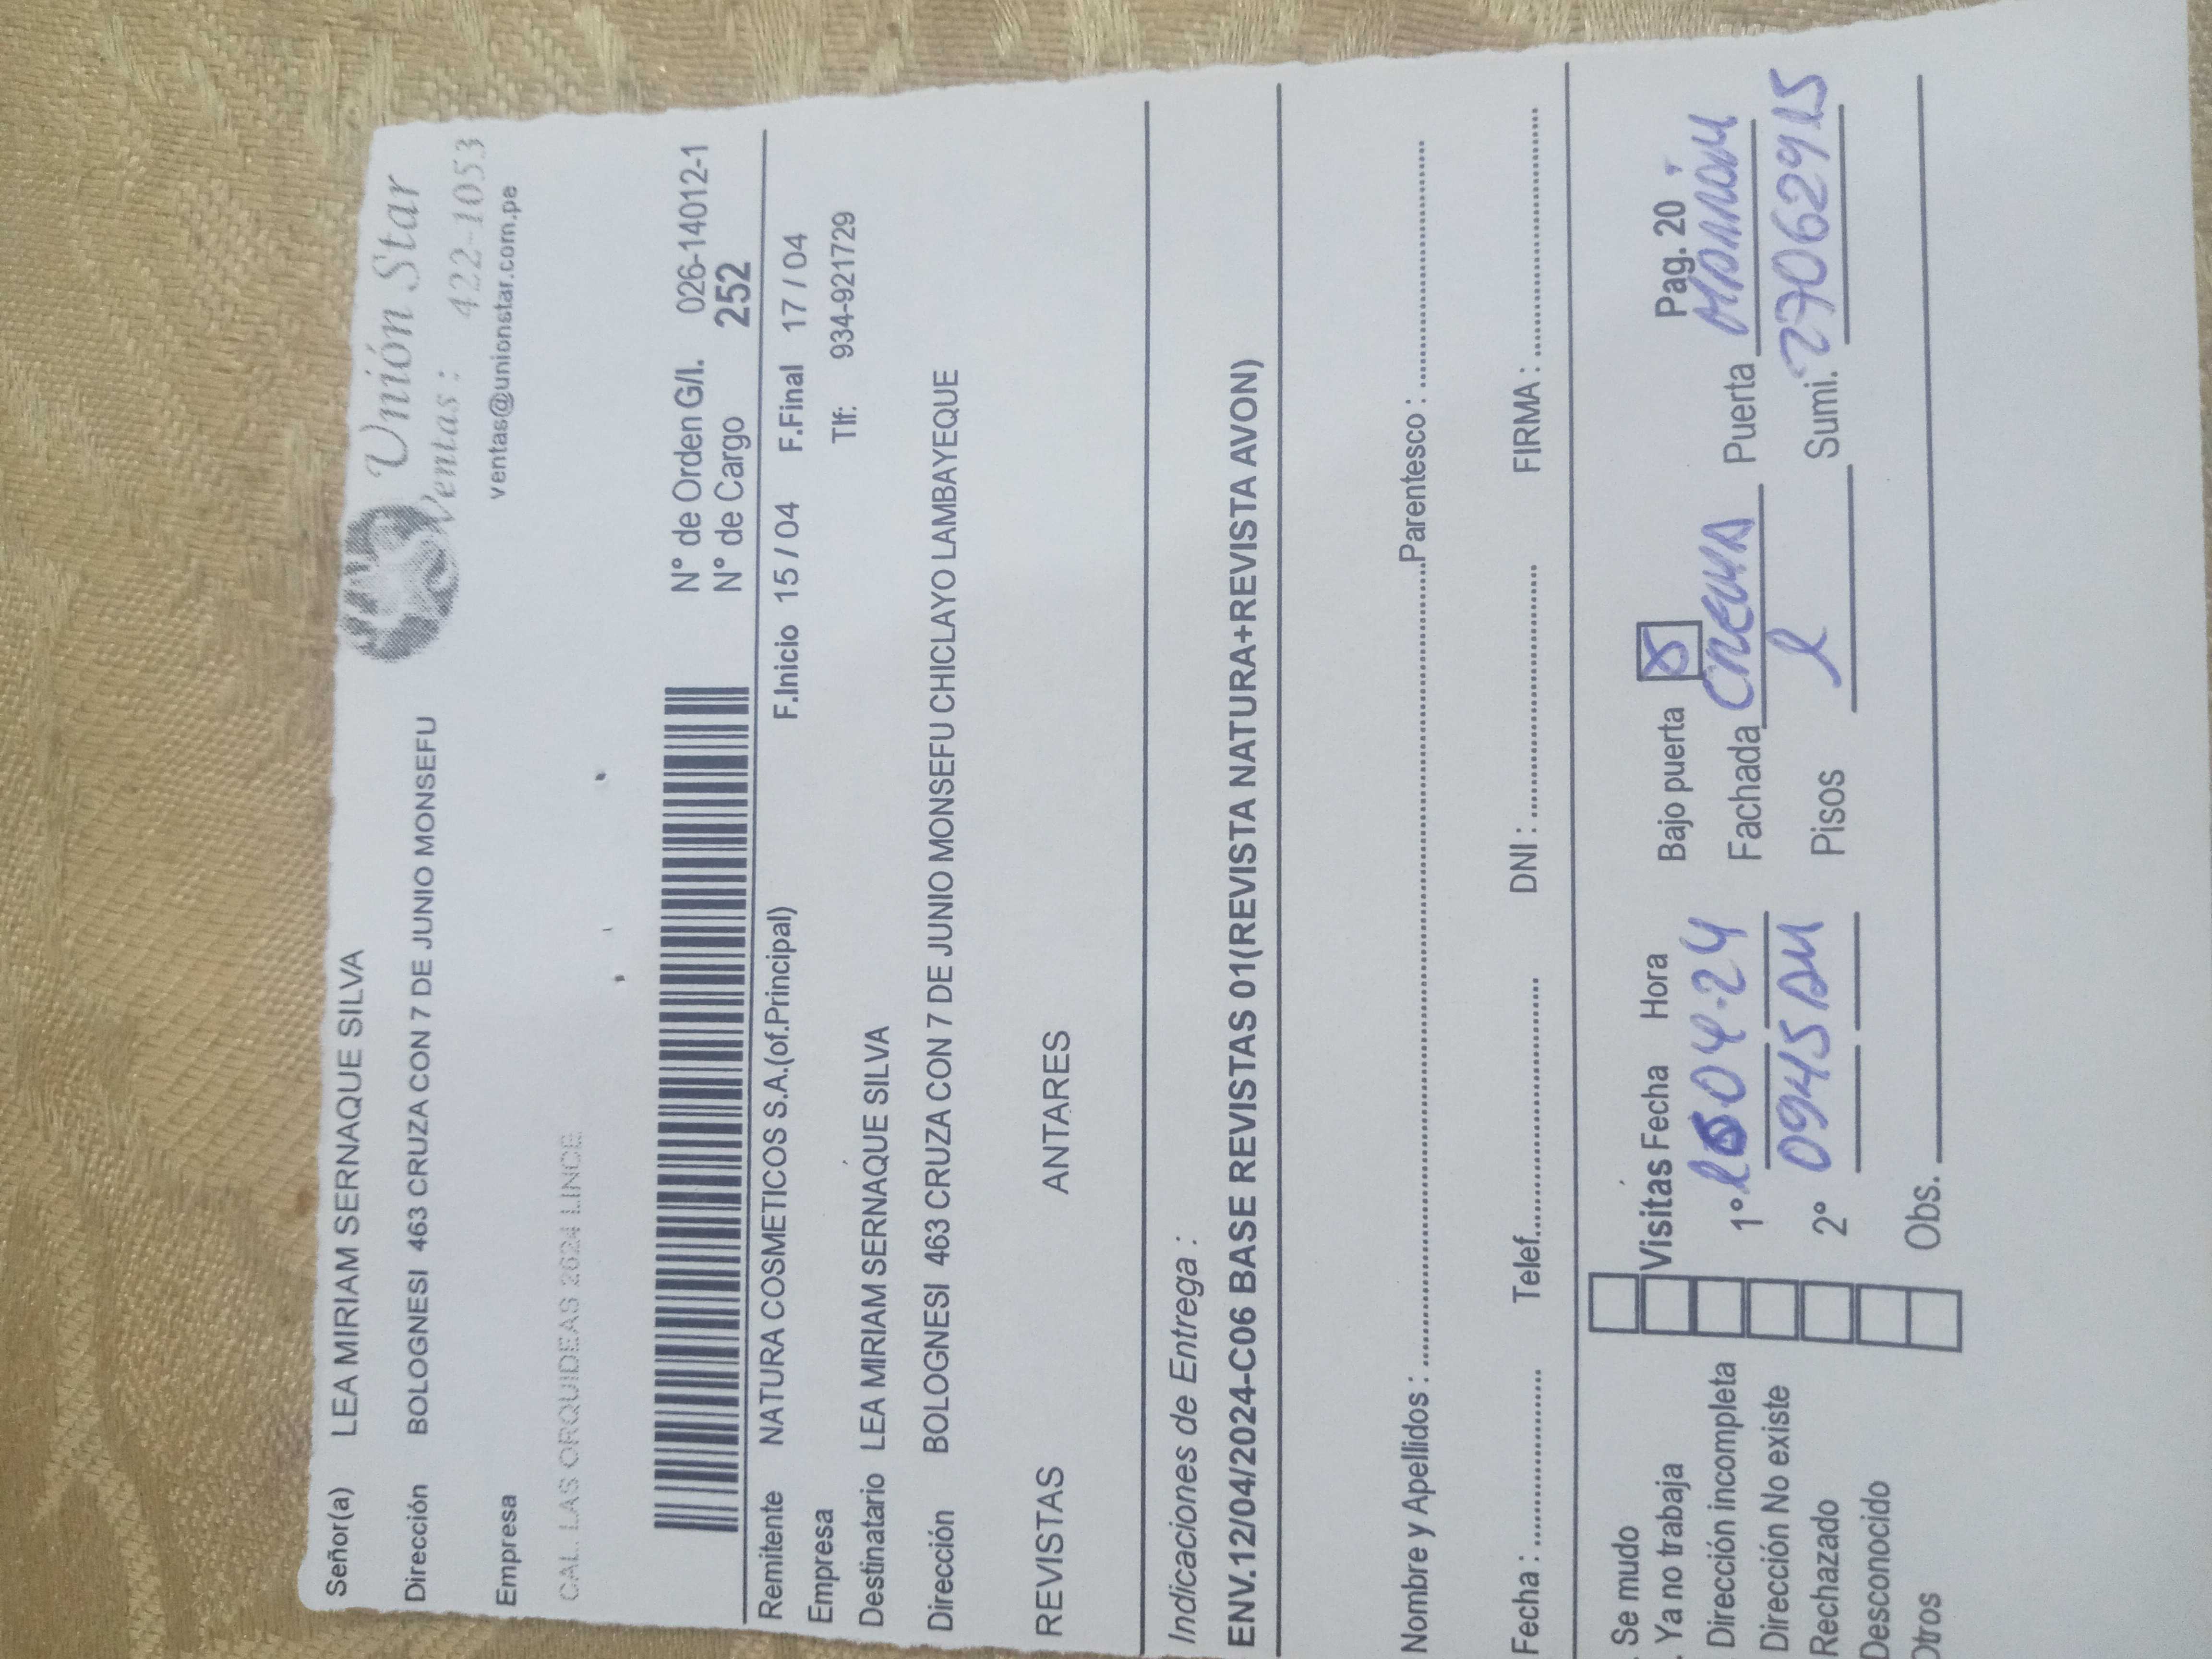 Señor(a) LEA MIRIAM SERNAQUE SILVA
Unión Star
Ventas : 422-1053
ventas@unionstar.com.pe
Dirección BOLOGNESI 463 CRUZA CON 7 DE JUNIO MONSEFU
Empresa
CAL. LAS ORQUIDEAS 2624 LINCE
N° de Orden G/I. 026-14012-1
N° de Cargo 252
Remitente NATURA COSMETICOS S.A.(of.Principal) F.Inicio 15 / 04 F.Final 17 / 04
Empresa Tlf: 934-921729
Destinatario LEA MIRIAM SERNAQUE SILVA
Dirección BOLOGNESI 463 CRUZA CON 7 DE JUNIO MONSEFU CHICLAYO LAMBAYEQUE
REVISTAS ANTARES
Indicaciones de Entrega :
ENV.12/04/2024-C06 BASE REVISTAS 01(REVISTA NATURA+REVISTA AVON)
Nombre y Apellidos : Parentesco :
Fecha : Telef. DNI : FIRMA :
Se mudo
Ya no trabaja Visitas Fecha Hora Bajo puerta X Pag. 20
Dirección incompleta 1° 04-24 Fachada CREMA Puerta MARRÓN
Dirección No existe
Rechazado 2° 0945 AM Pisos 1 Sumi. 27062915
Desconocido
Otros Obs.